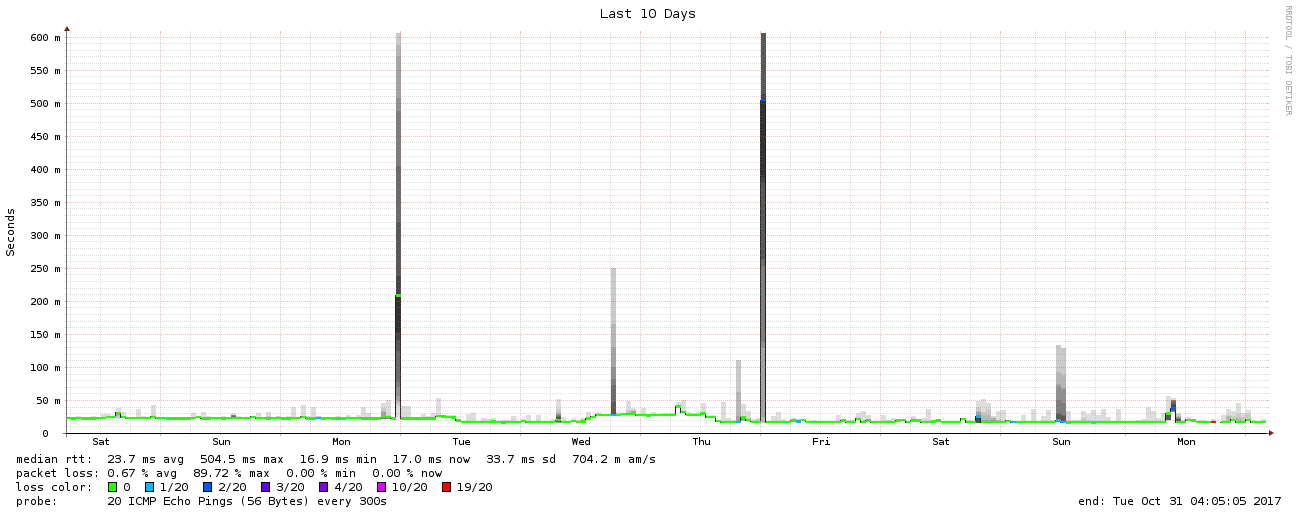 Last 10 Days
RRDTOOL / TOBI OETIKER
Seconds
600 m
550 m
500 m
450 m
400 m
350 m
300 m
250 m
200 m
150 m
100 m
50 m
0
Sat Sun Mon Tue Wed Thu Fri Sat Sun Mon
median rtt: 23.7 ms avg 504.5 ms max 16.9 ms min 17.0 ms now 33.7 ms sd 704.2 m am/s
packet loss: 0.67 % avg 89.72 % max 0.00 % min 0.00 % now
loss color: 0 1/20 2/20 3/20 4/20 10/20 19/20
probe: 20 ICMP Echo Pings (56 Bytes) every 300s end: Tue Oct 31 04:05:05 2017